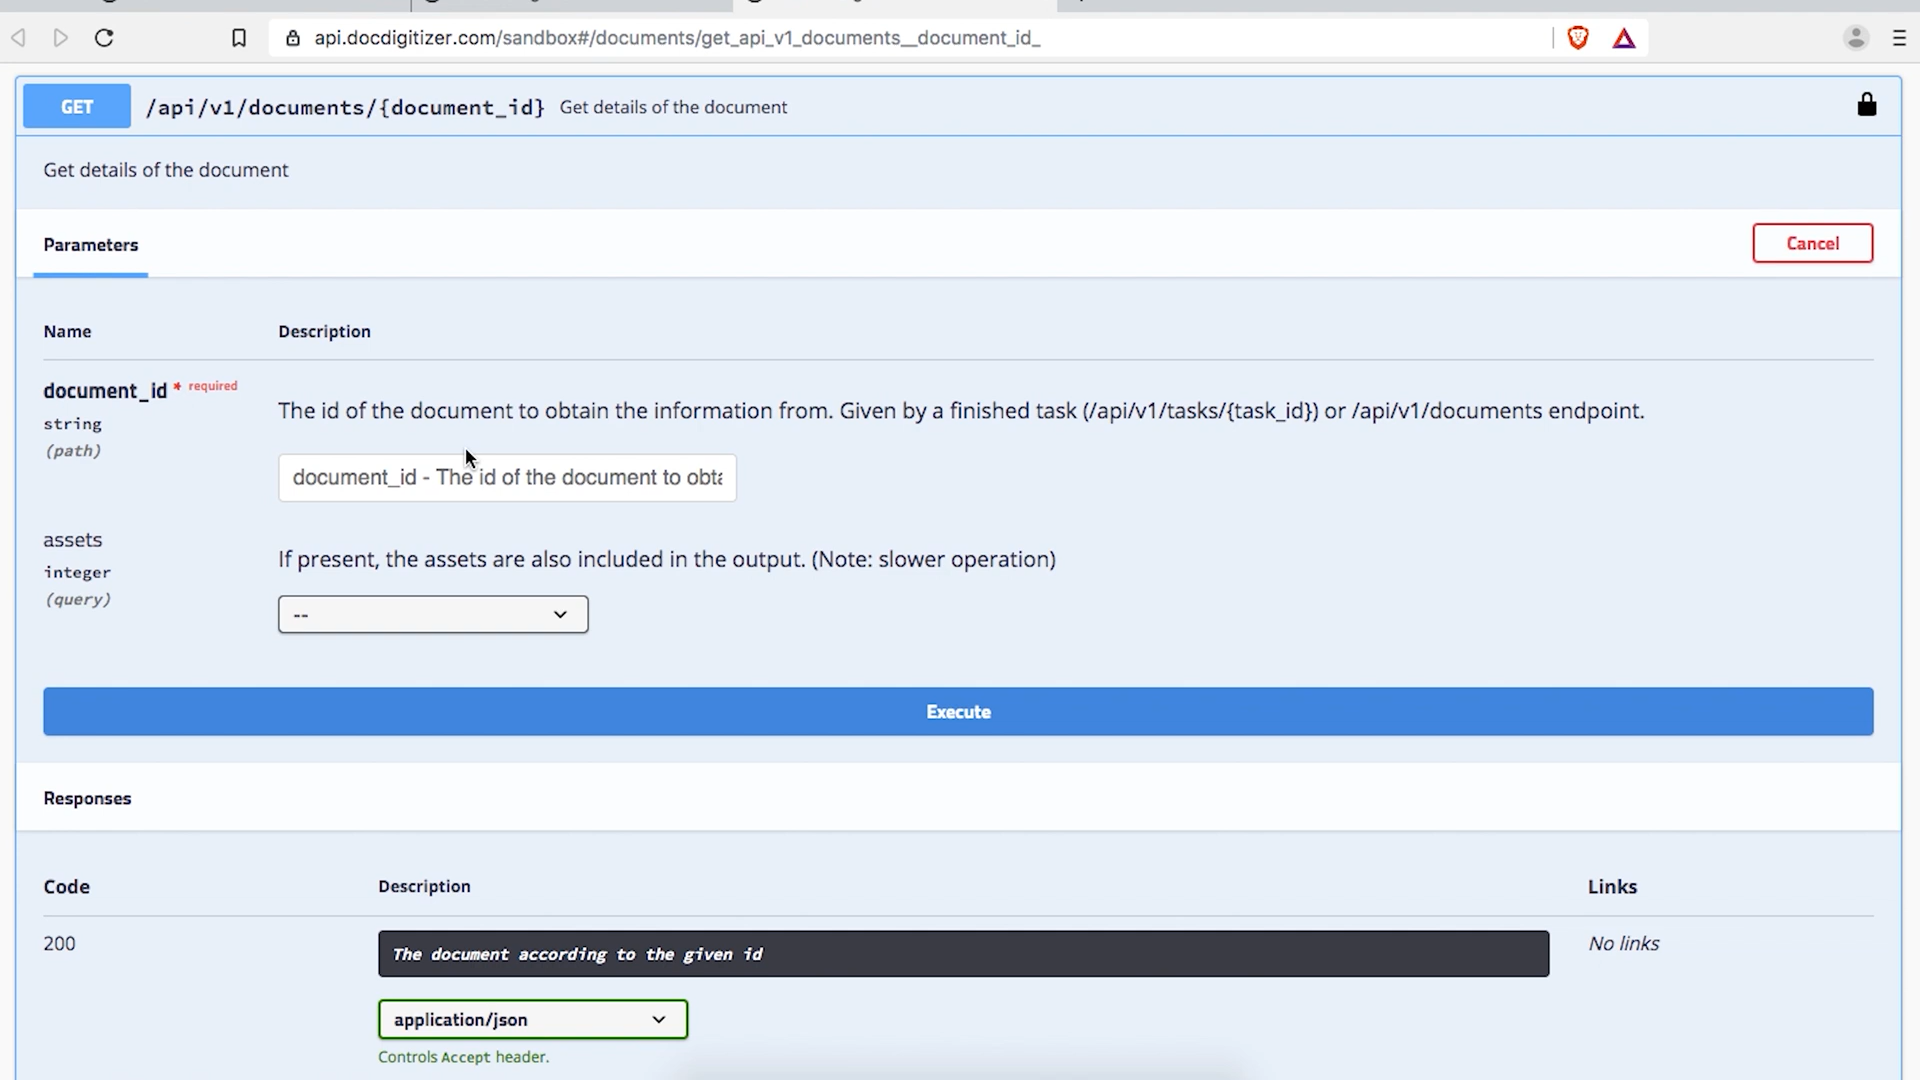 api.docdigitizer.com/sandbox#/documents/get_api_v1_documents__document_id_
GET /api/v1/documents/{document_id} Get details of the document
Get details of the document
Parameters
Cancel
Name Description
document_id * required
string
(path)
The id of the document to obtain the information from. Given by a finished task (/api/v1/tasks/{task_id}) or /api/v1/documents endpoint.
document_id - The id of the document to obta
assets
integer
(query)
If present, the assets are also included in the output. (Note: slower operation)
--
Execute
Responses
Code Description Links
200
The document according to the given id
No links
application/json
Controls Accept header.